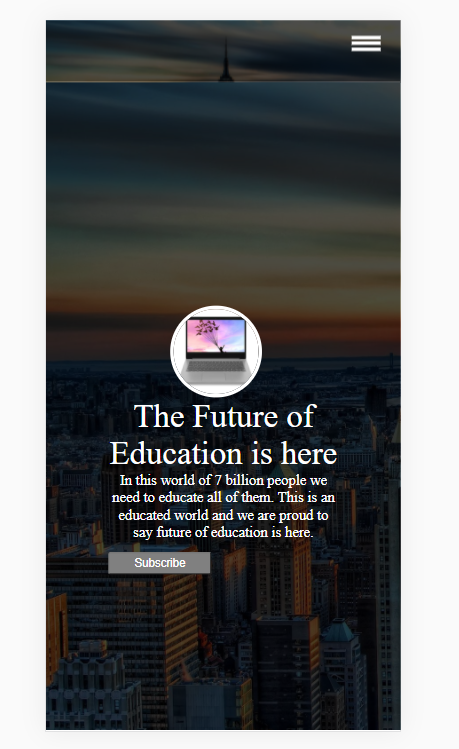 The Future of
Education is here
In this world of 7 billion people we
need to educate all of them. This is an
educated world and we are proud to
say future of education is here.
Subscribe